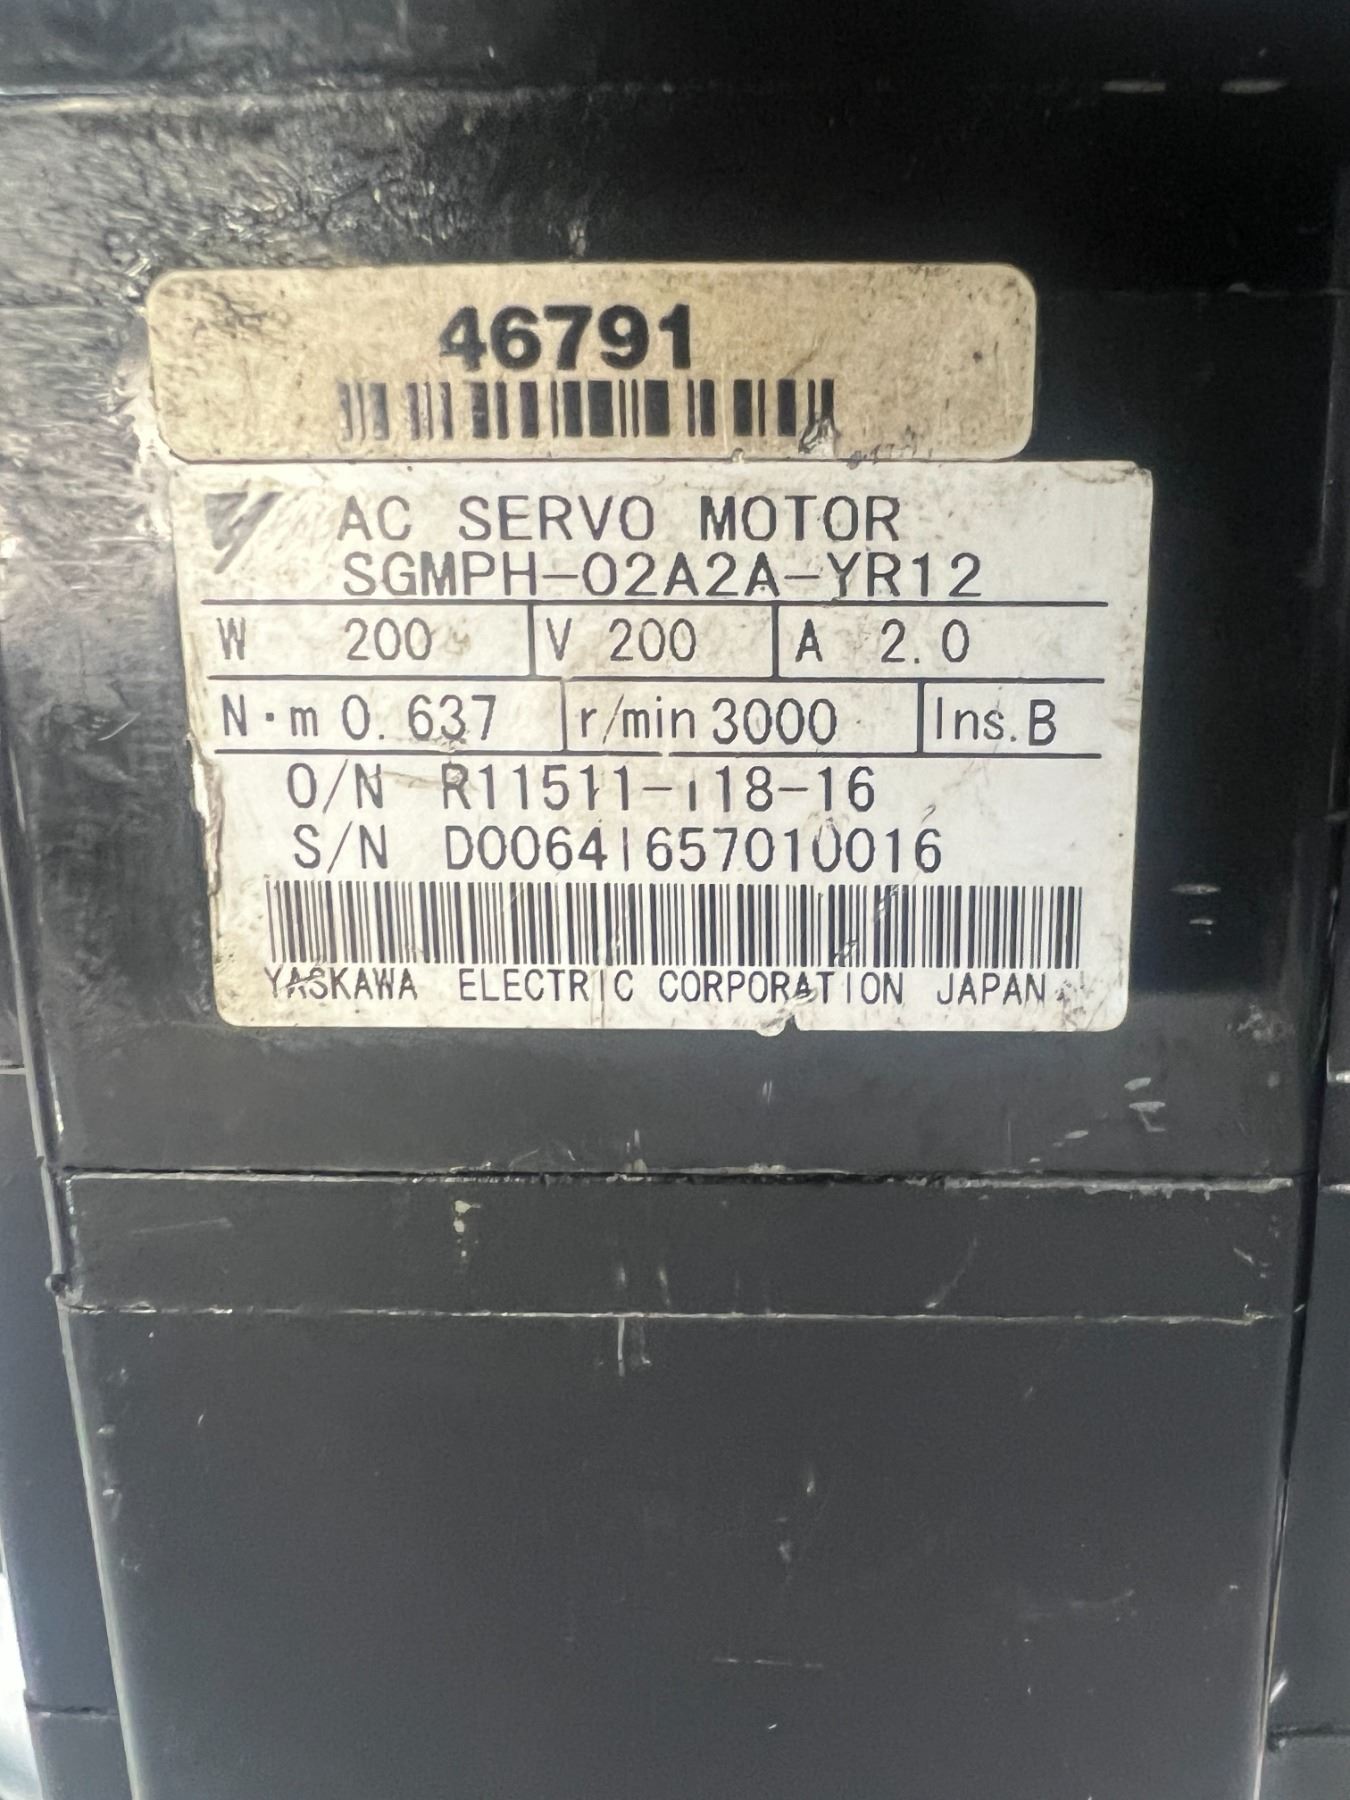 46791
AC SERVO MOTOR
SGMPH-02A2A-YR12
W 200 V 200 A 2.0
N·m 0.637 r/min 3000 Ins. B
O/N R11511-118-16
S/N D00641657010016
YASKAWA ELECTRIC CORPORATION JAPAN